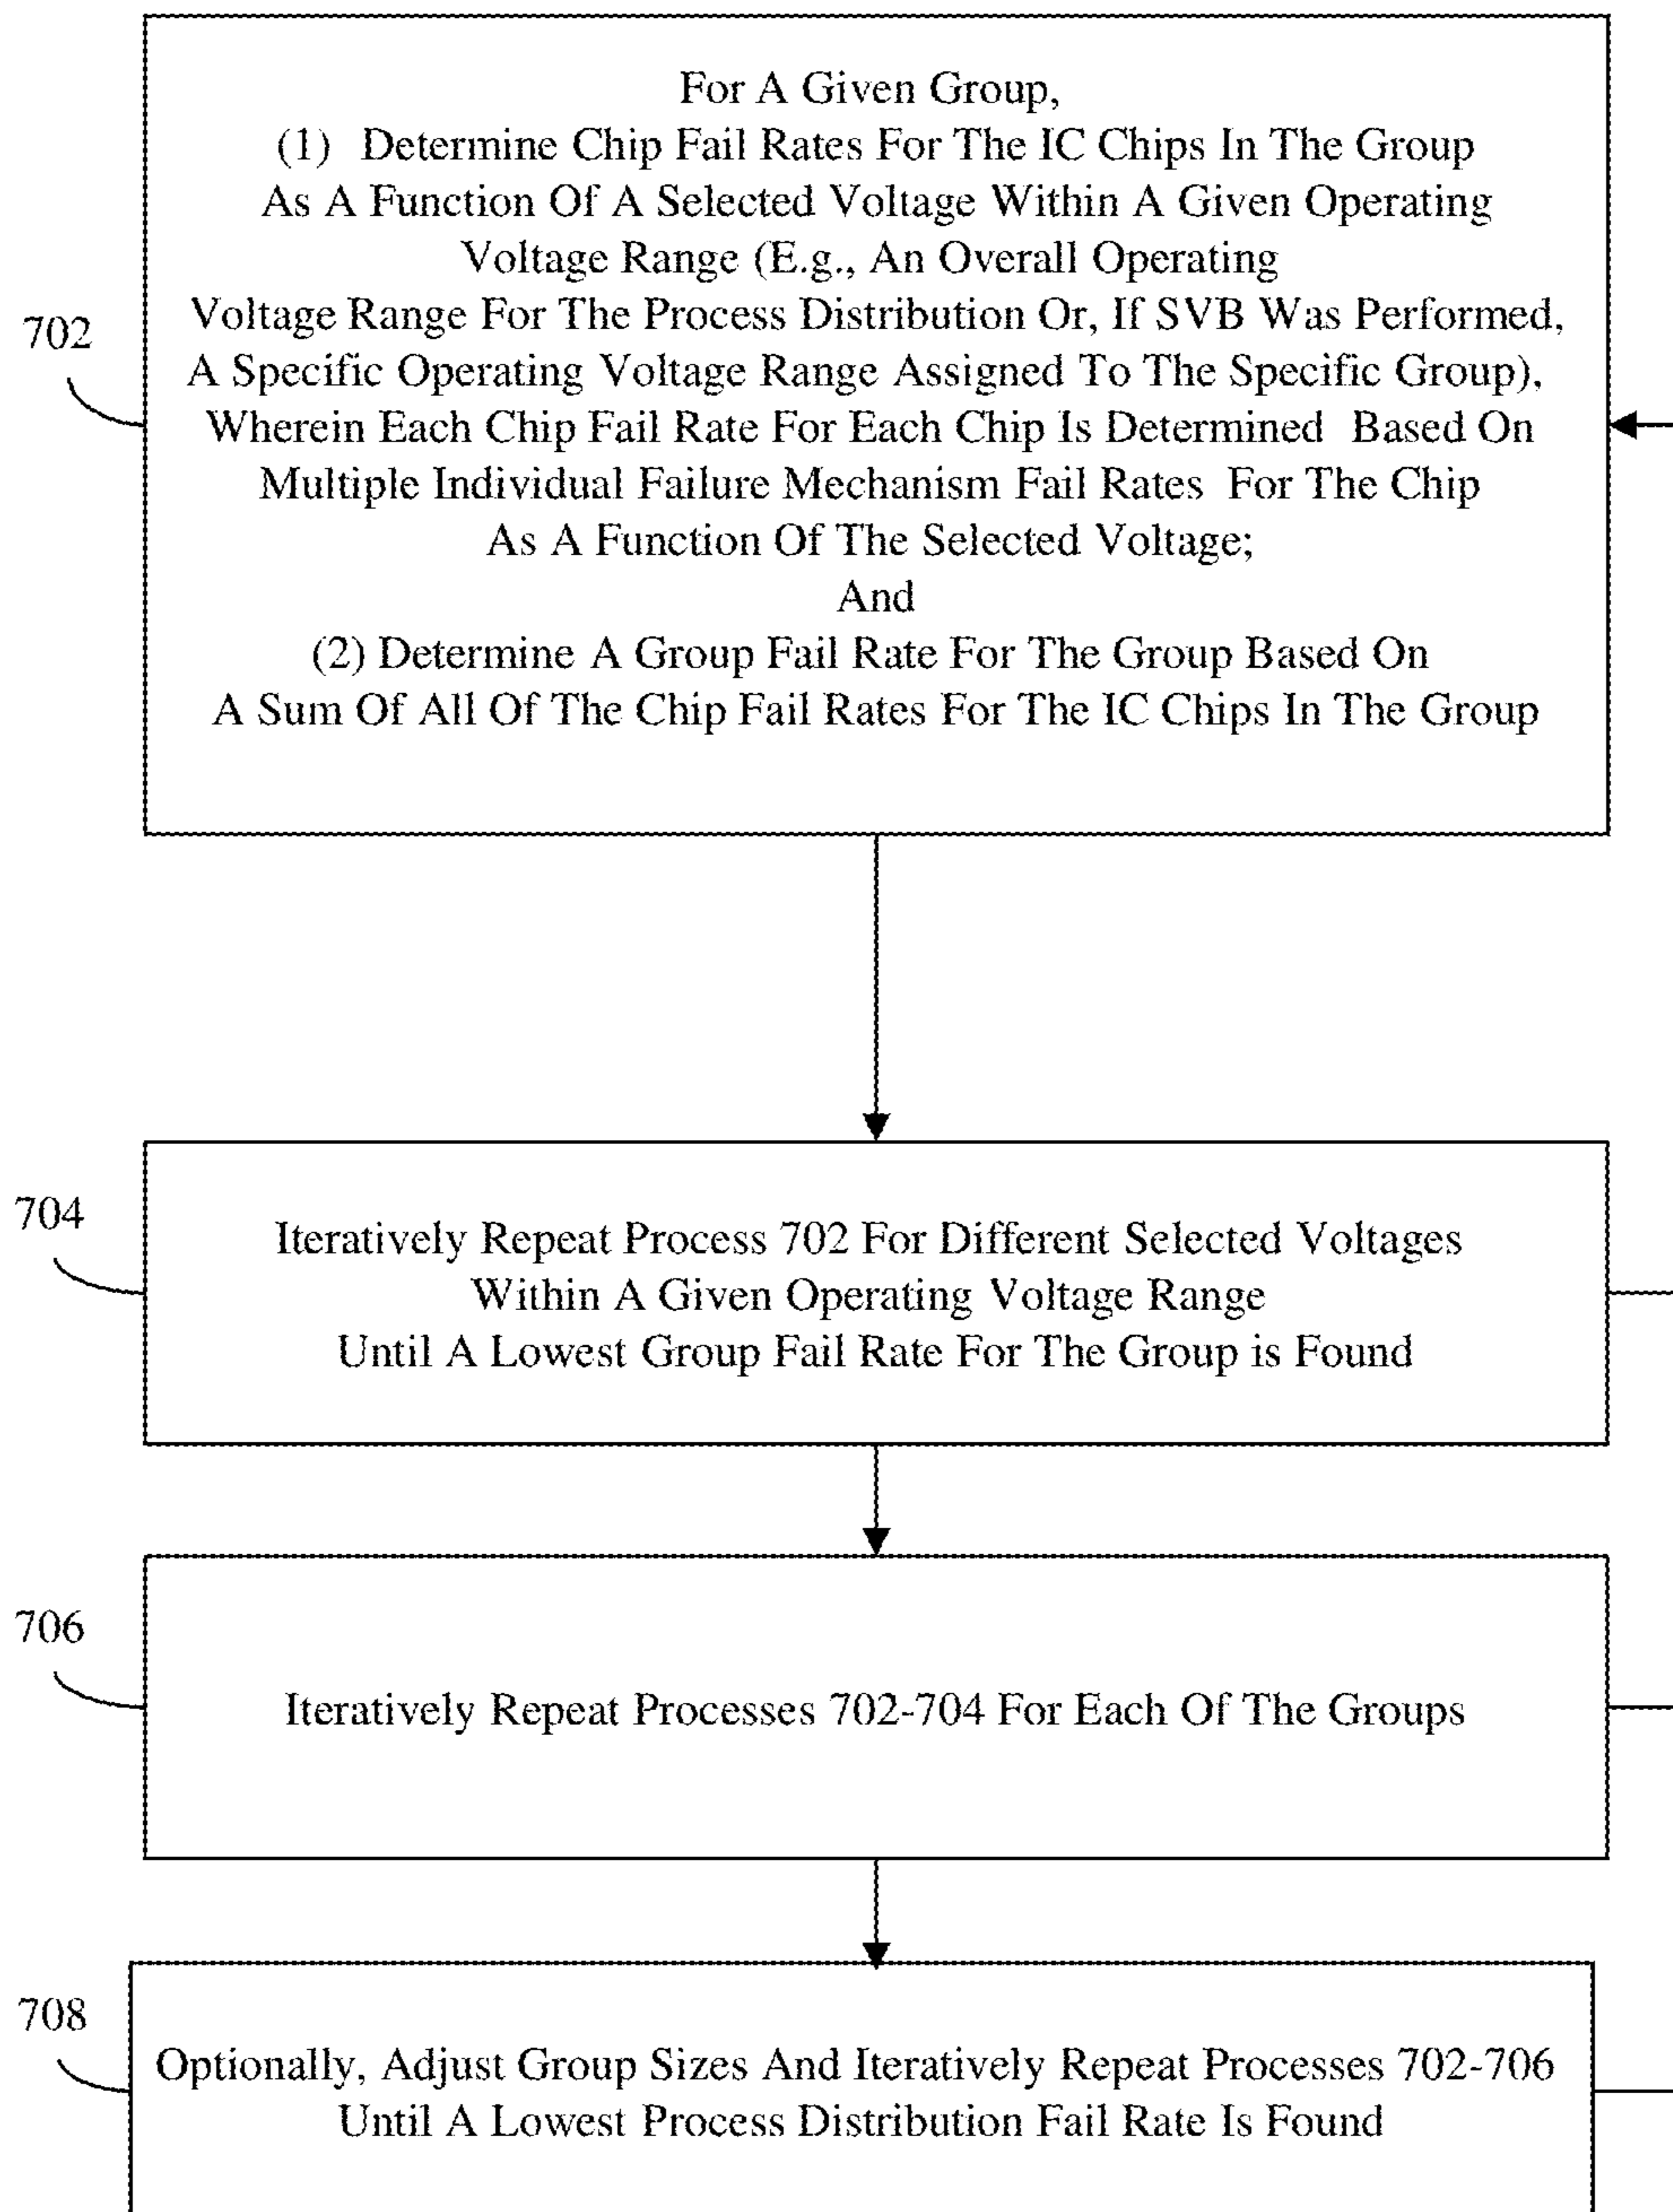 For A Given Group,
(1) Determine Chip Fail Rates For The IC Chips In The Group
As A Function Of A Selected Voltage Within A Given Operating
Voltage Range (E.g., An Overall Operating
Voltage Range For The Process Distribution Or, If SVB Was Performed,
A Specific Operating Voltage Range Assigned To The Specific Group),
Wherein Each Chip Fail Rate For Each Chip Is Determined Based On
Multiple Individual Failure Mechanism Fail Rates For The Chip
As A Function Of The Selected Voltage;
And
(2) Determine A Group Fail Rate For The Group Based On
A Sum Of All Of The Chip Fail Rates For The IC Chips In The Group
702
704
Iteratively Repeat Process 702 For Different Selected Voltages
Within A Given Operating Voltage Range
Until A Lowest Group Fail Rate For The Group is Found
706
Iteratively Repeat Processes 702-704 For Each Of The Groups
708
Optionally, Adjust Group Sizes And Iteratively Repeat Processes 702-706
Until A Lowest Process Distribution Fail Rate Is Found